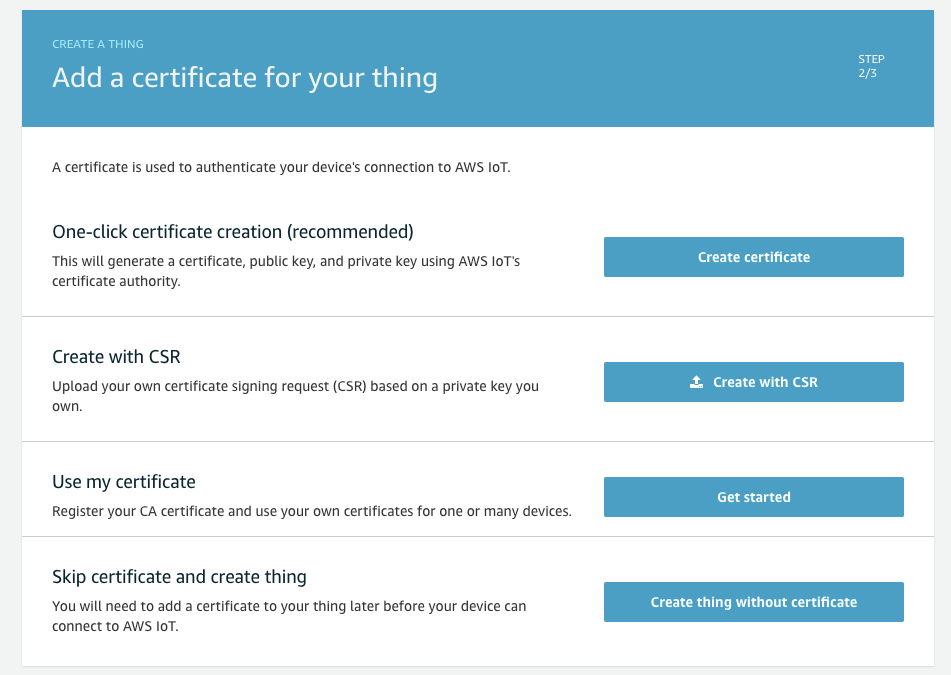 CREATE A THING
Add a certificate for your thing
STEP
2/3
A certificate is used to authenticate your device's connection to AWS IoT.
One-click certificate creation (recommended)
This will generate a certificate, public key, and private key using AWS IoT's
certificate authority.
Create certificate
Create with CSR
Upload your own certificate signing request (CSR) based on a private key you
own.
Create with CSR
Use my certificate
Register your CA certificate and use your own certificates for one or many devices.
Get started
Skip certificate and create thing
You will need to add a certificate to your thing later before your device can
connect to AWS IoT.
Create thing without certificate